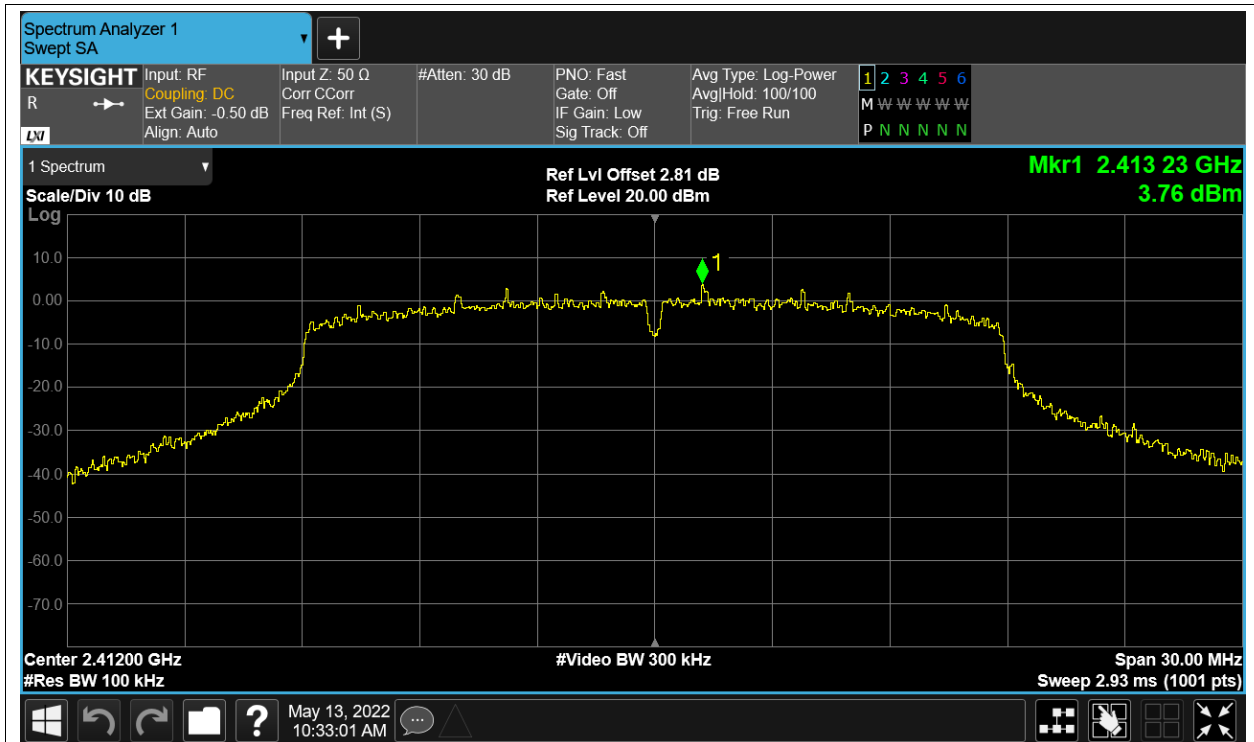 Spectrum Analyzer 1
Swept SA
+
KEYSIGHT
R
LXI
Input: RF
Coupling: DC
Ext Gain: -0.50 dB
Align: Auto
Input Z: 50 Ω
Corr CCorr
Freq Ref: Int (S)
#Atten: 30 dB
PNO: Fast
Gate: Off
IF Gain: Low
Sig Track: Off
Avg Type: Log-Power
Avg|Hold: 100/100
Trig: Free Run
1 2 3 4 5 6
M W W W W W
P N N N N N
1 Spectrum
Scale/Div 10 dB
Log
Ref Lvl Offset 2.81 dB
Ref Level 20.00 dBm
Mkr1 2.413 23 GHz
3.76 dBm
1
10.0
0.00
-10.0
-20.0
-30.0
-40.0
-50.0
-60.0
-70.0
Center 2.41200 GHz
#Res BW 100 kHz
#Video BW 300 kHz
Span 30.00 MHz
Sweep 2.93 ms (1001 pts)
?
May 13, 2022
10:33:01 AM